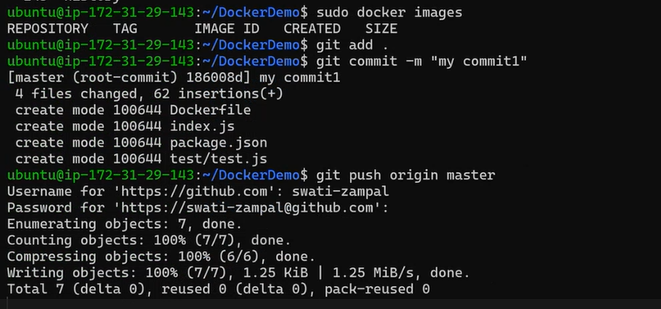 ubuntu@ip-172-31-29-143:~/DockerDemo$ sudo docker images
REPOSITORY   TAG       IMAGE ID   CREATED   SIZE
ubuntu@ip-172-31-29-143:~/DockerDemo$ git add .
ubuntu@ip-172-31-29-143:~/DockerDemo$ git commit -m "my commit1"
[master (root-commit) 186008d] my commit1
 4 files changed, 62 insertions(+)
 create mode 100644 Dockerfile
 create mode 100644 index.js
 create mode 100644 package.json
 create mode 100644 test/test.js
ubuntu@ip-172-31-29-143:~/DockerDemo$ git push origin master
Username for 'https://github.com': swati-zampal
Password for 'https://swati-zampal@github.com':
Enumerating objects: 7, done.
Counting objects: 100% (7/7), done.
Compressing objects: 100% (6/6), done.
Writing objects: 100% (7/7), 1.25 KiB | 1.25 MiB/s, done.
Total 7 (delta 0), reused 0 (delta 0), pack-reused 0